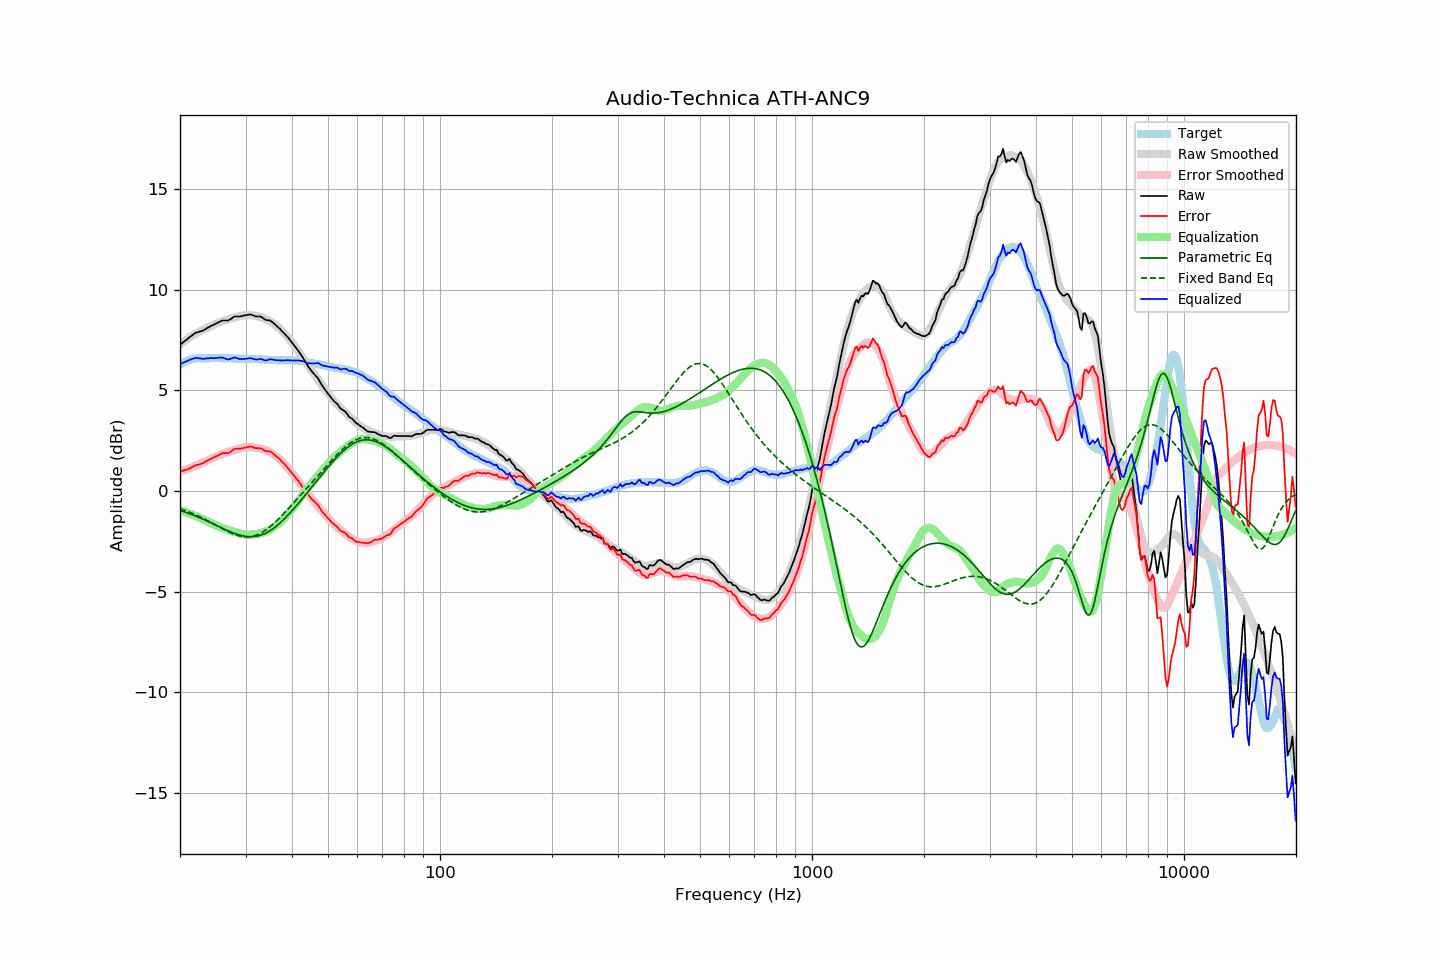 Audio-Technica ATH-ANC9
Target
Raw Smoothed
Error Smoothed
Raw
Error
Equalization
Parametric Eq
Fixed Band Eq
Equalized
15
10
5
0
−5
−10
−15
Amplitude (dBr)
100
1000
10000
Frequency (Hz)